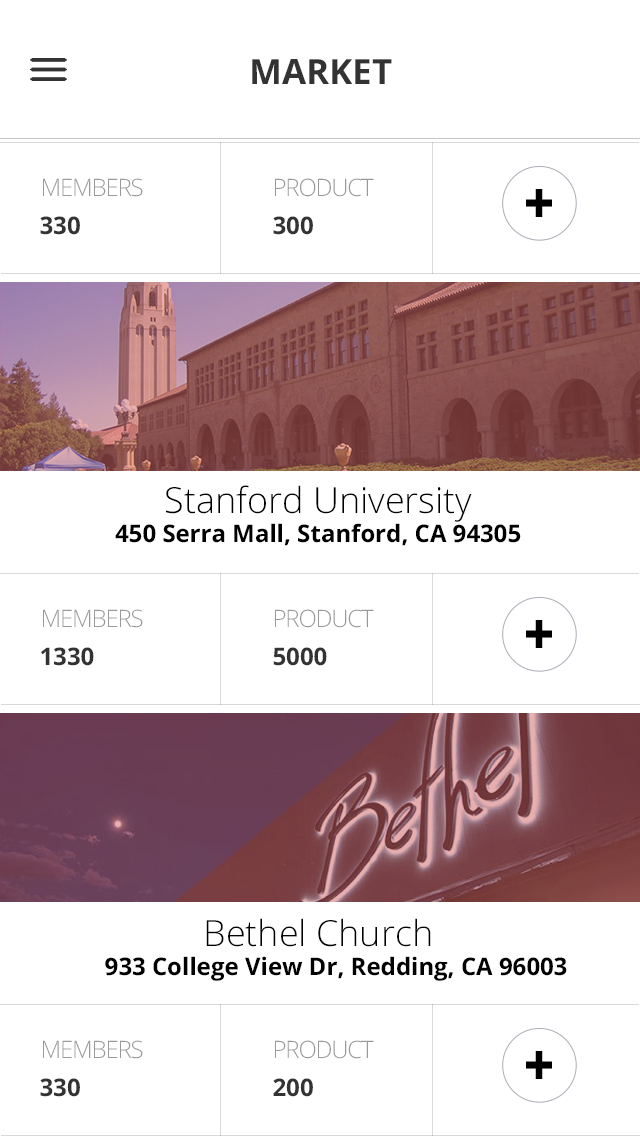 MARKET
MEMBERS PRODUCT
330 300
Stanford University
450 Serra Mall, Stanford, CA 94305
MEMBERS PRODUCT
1330 5000
Bethel
Bethel Church
933 College View Dr, Redding, CA 96003
MEMBERS PRODUCT
330 200